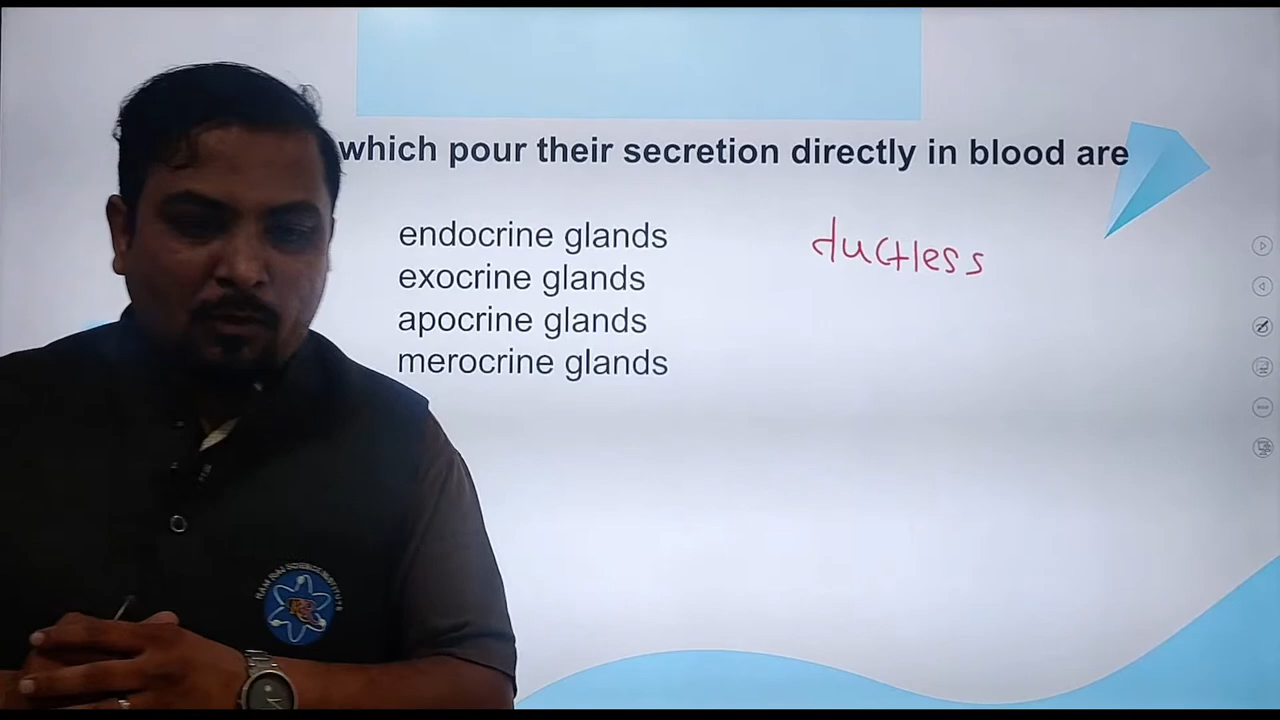 which pour their secretion directly in blood are
endocrine glands
ductless
exocrine glands
apocrine glands
merocrine glands